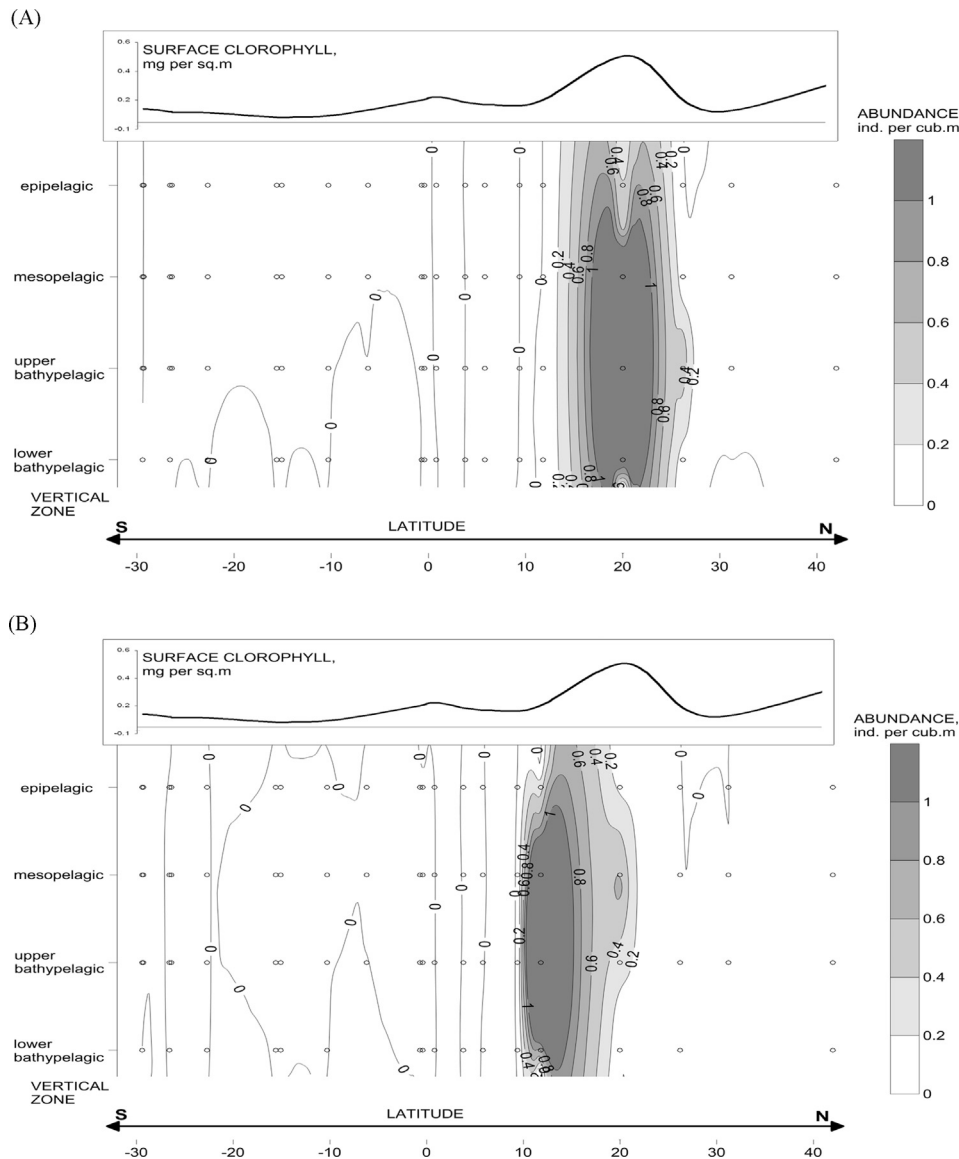 (A)
0.6
0.4
0.2
-0.1
SURFACE CLOROPHYLL,
mg per sq.m
ABUNDANCE
ind. per cub.m
1
0.8
0.6
0.4
0.2
0
epipelagic
mesopelagic
upper
bathypelagic
lower
bathypelagic
VERTICAL
ZONE
S LATITUDE N
-30 -20 -10 0 10 20 30 40
(B)
0.6
0.4
0.2
-0.1
SURFACE CLOROPHYLL,
mg per sq.m
ABUNDANCE,
ind. per cub.m
1
0.8
0.6
0.4
0.2
0
epipelagic
mesopelagic
upper
bathypelagic
lower
bathypelagic
VERTICAL
ZONE
S LATITUDE N
-30 -20 -10 0 10 20 30 40